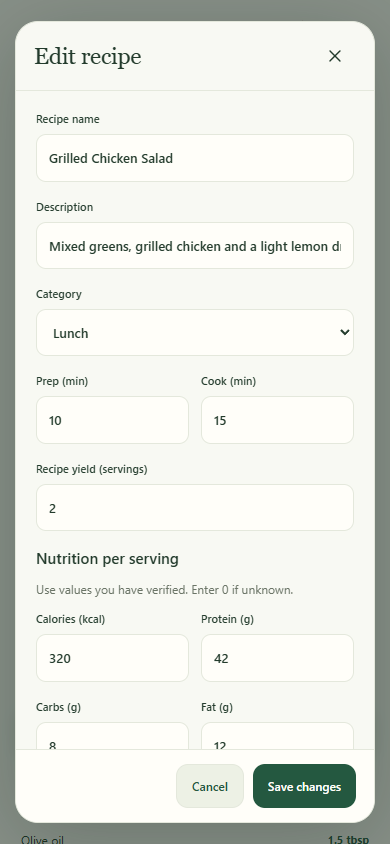 Edit recipe
Recipe name
Grilled Chicken Salad
Description
Mixed greens, grilled chicken and a light lemon
Category
Lunch
Prep (min) Cook (min)
10 15
Recipe yield (servings)
2
Nutrition per serving
Use values you have verified. Enter 0 if unknown.
Calories (kcal) Protein (g)
320 42
Carbs (g) Fat (g)
8 12
Cancel Save changes
Olive oil 1.5 tbsp